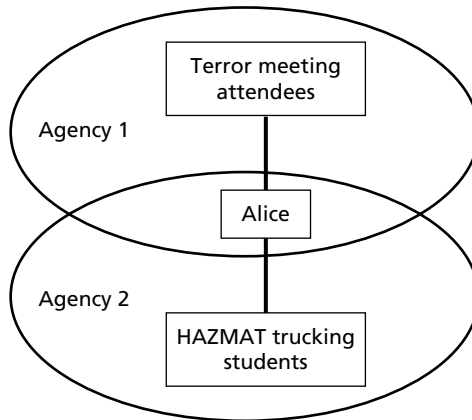 Terror meeting
attendees
Agency 1
Alice
Agency 2
HAZMAT trucking
students